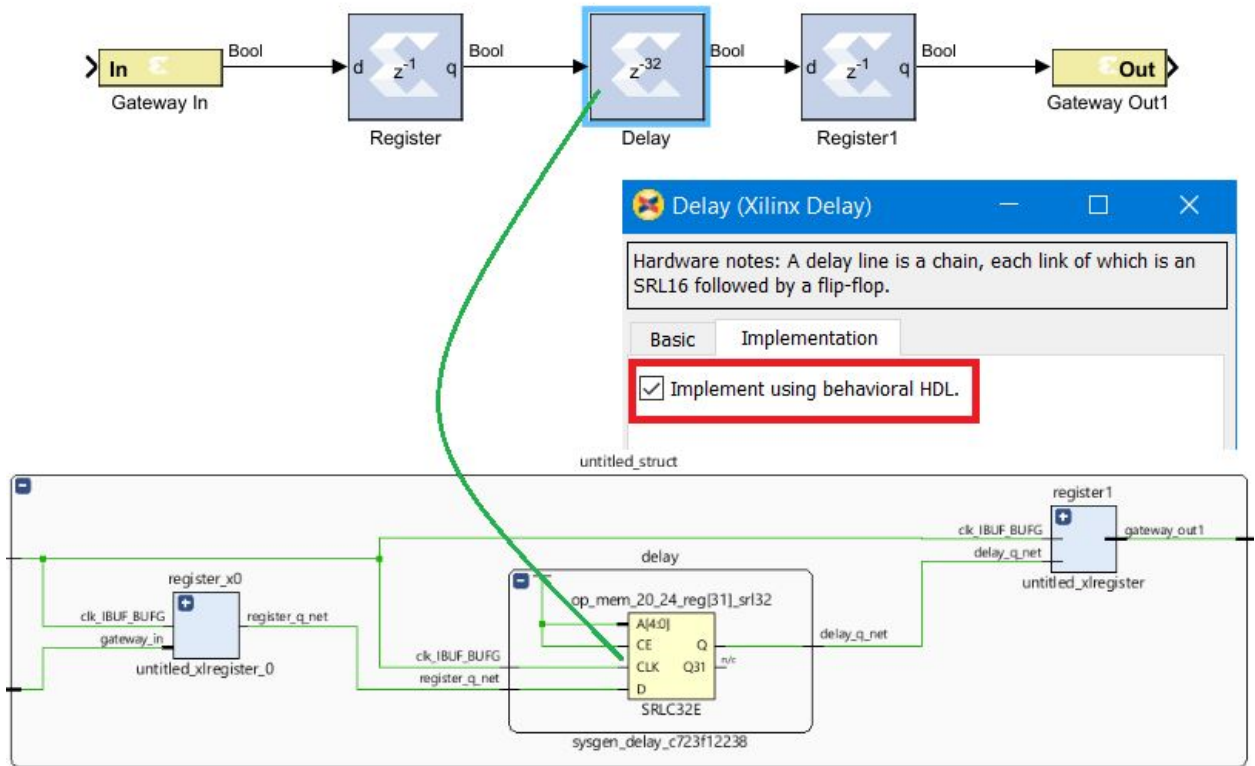 In
Gateway In
Bool
d z-1 q
Register
Bool
z-32
Delay
Bool
d z-1 q
Register1
Bool
Out
Gateway Out1
Delay (Xilinx Delay)
Hardware notes: A delay line is a chain, each link of which is an
SRL16 followed by a flip-flop.
Basic Implementation
Implement using behavioral HDL.
untitled_struct
register_x0
clk_IBUF_BUFG
gateway_in
register_q_net
untitled_xlregister_0
delay
op_mem_20_24_reg[31]_srl32
A[4:0]
CE Q
CLK Q31
D
n/c
SRLC32E
clk_IBUF_BUFG
register_q_net
delay_q_net
sysgen_delay_c723f12238
register1
clk_IBUF_BUFG
delay_q_net
gateway_out1
untitled_xlregister